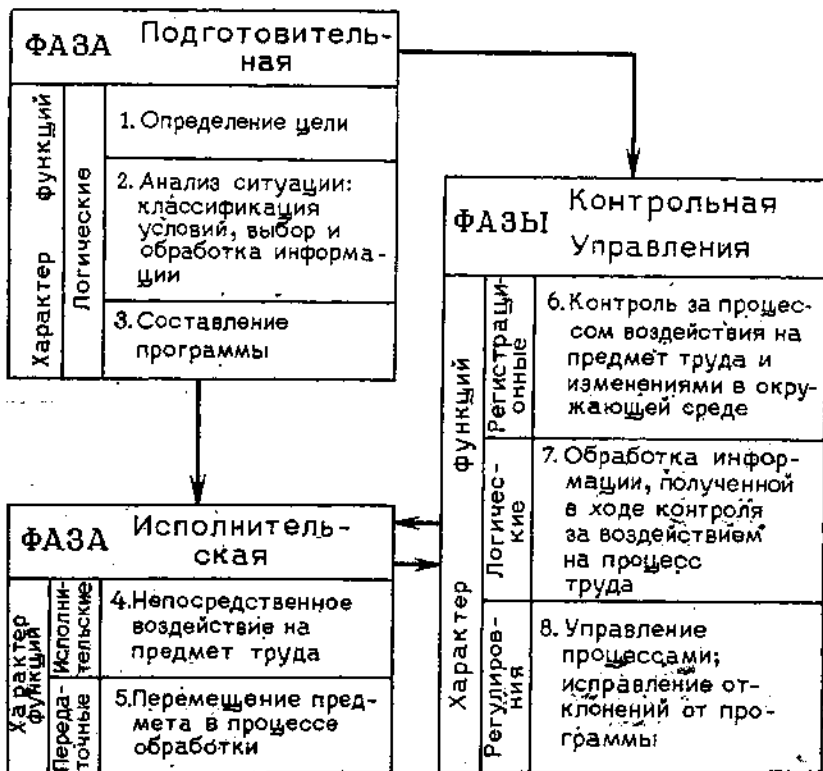 ФАЗА Подготовитель-
ная
Характер функций
Логические
1. Определение цели
2. Анализ ситуации:
классификация
условий, выбор и
обработка информа-
ции
3. Составление
программы
ФАЗЫ Контрольная
Управления
Характер функций
Регистраци-
онные
6. Контроль за процес-
сом воздействия на
предмет труда и
изменениями в окру-
жающей среде
Логичес-
кие
7. Обработка инфор-
мации, полученной
в ходе контроля
за воздействием
на процесс
труда
Регулирова-
ния
8. Управление
процессами;
исправление от-
клонений от про-
граммы
ФАЗА Исполнитель-
ская
Характер
функций
Исполни-
тельские
4. Непосредственное
воздействие на
предмет труда
Переда-
точные
5. Перемещение пред-
мета в процессе
обработки